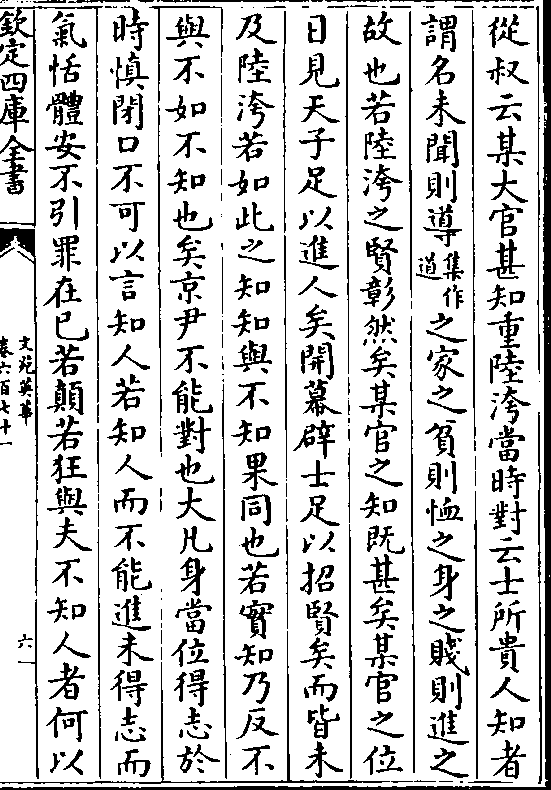 從叔云某大官甚知重陸洿當時對云士所貴人知者
謂名未聞則導集作道之家之貧則恤之身之賤則進之
故也若陸洿之賢彰然矣某官之知既甚矣某官之位
日見天子足以進人矣開幕辟士足以招賢矣而皆未
及陸洿若如此之知知與不知果同也若實知乃反不
與不如不知也矣京尹不能對也大凡身當位得志於
時慎閉口不可以言知人若知人而不能進未得志而
氣恬體安不引罪在已若顛若狂與夫不知人者何以
欽定四庫全書
文苑英華
卷六百七十一
六